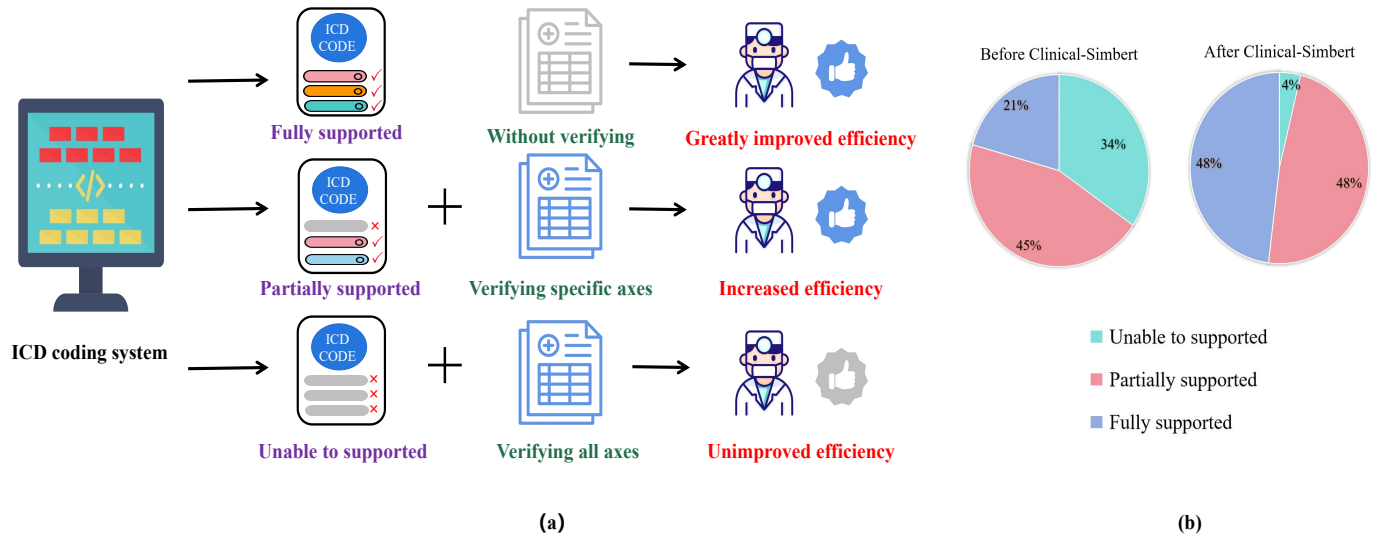 ICD
CODE
Fully supported
Without verifying
Greatly improved efficiency
ICD
CODE
Partially supported
Verifying specific axes
Increased efficiency
ICD coding system
ICD
CODE
Unable to supported
Verifying all axes
Unimproved efficiency
(a)
Before Clinical-Simbert
21%
34%
45%
After Clinical-Simbert
4%
48%
48%
Unable to supported
Partially supported
Fully supported
(b)